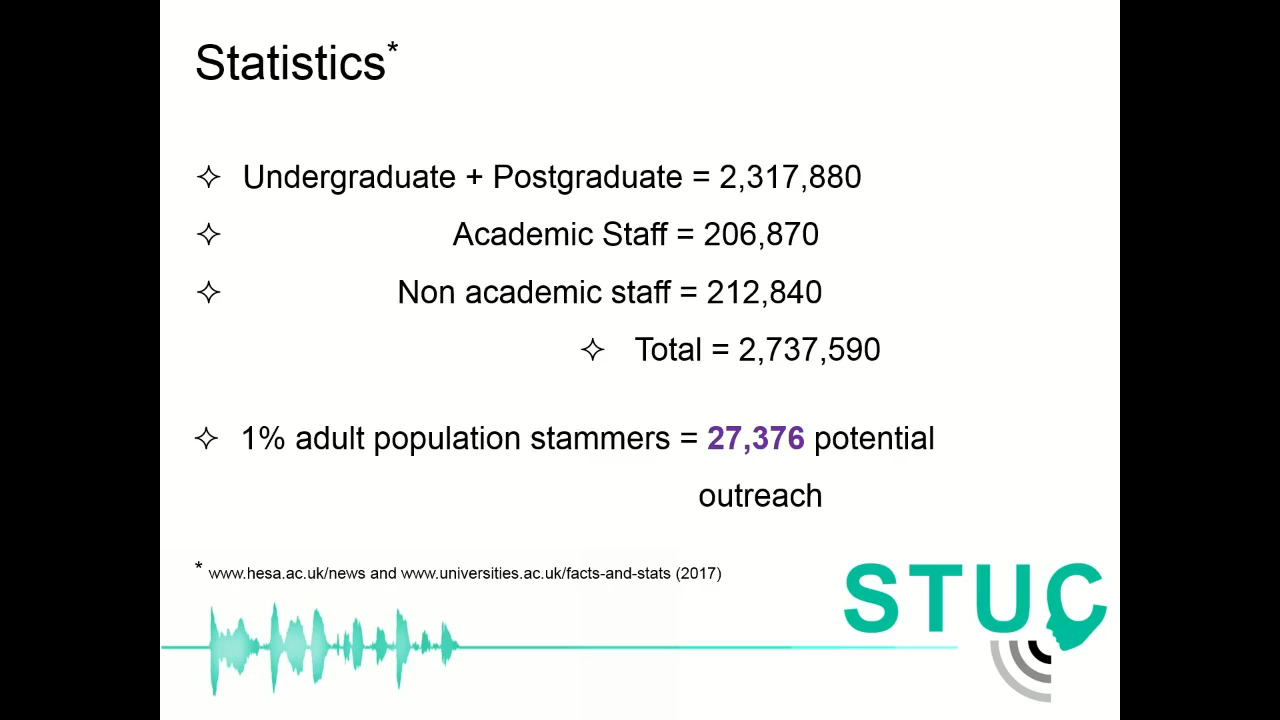 Statistics*
Undergraduate + Postgraduate = 2,317,880
Academic Staff = 206,870
Non academic staff = 212,840
Total = 2,737,590
1% adult population stammers = 27,376 potential
outreach
* www.hesa.ac.uk/news and www.universities.ac.uk/facts-and-stats (2017)
STUC